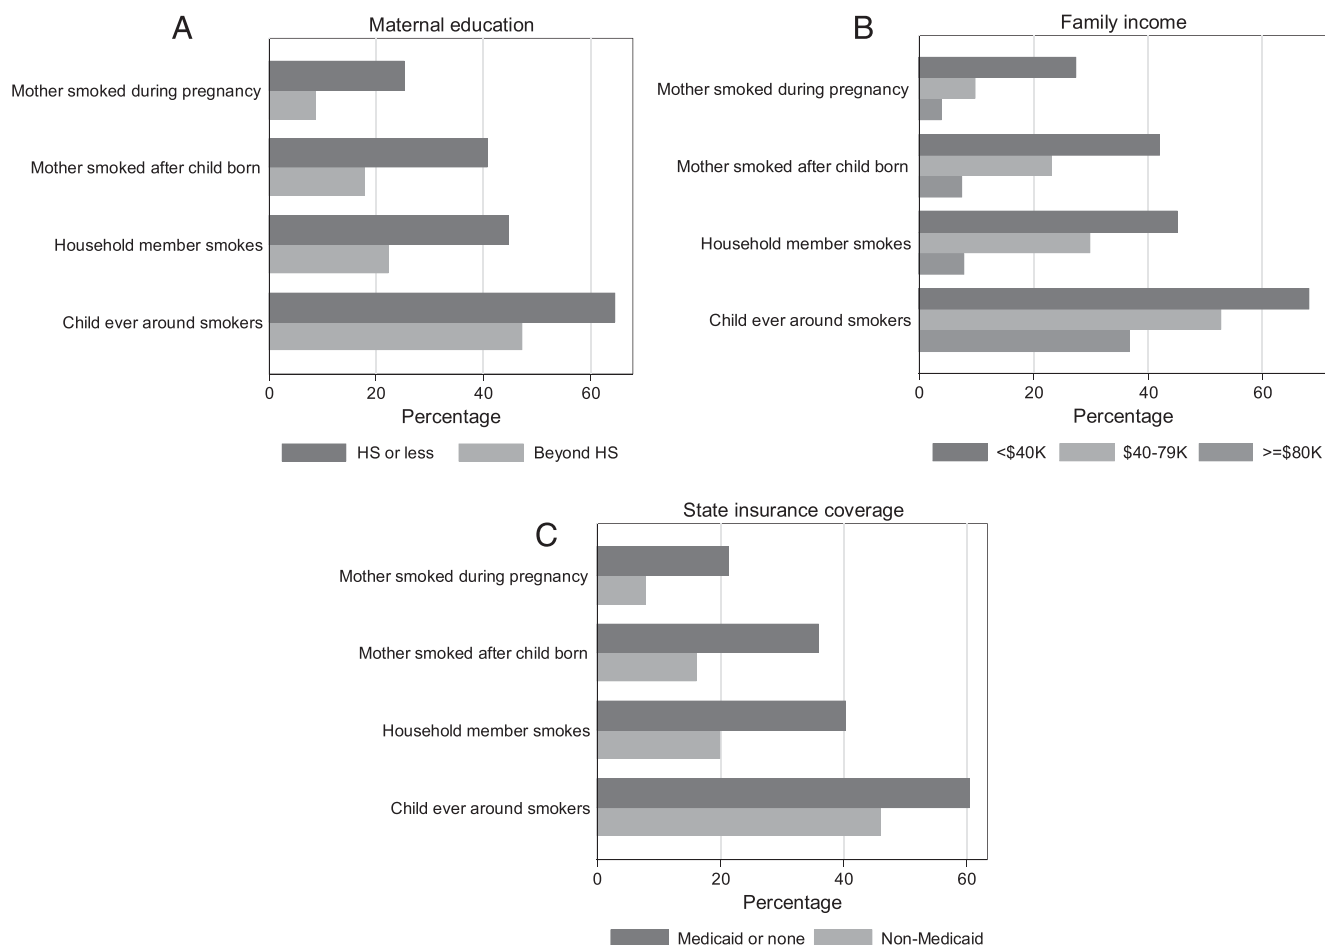 A
Maternal education
Mother smoked during pregnancy
Mother smoked after child born
Household member smokes
Child ever around smokers
0 20 40 60
Percentage
HS or less Beyond HS
B
Family income
Mother smoked during pregnancy
Mother smoked after child born
Household member smokes
Child ever around smokers
0 20 40 60
Percentage
<$40K $40-79K >=$80K
C
State insurance coverage
Mother smoked during pregnancy
Mother smoked after child born
Household member smokes
Child ever around smokers
0 20 40 60
Percentage
Medicaid or none Non-Medicaid